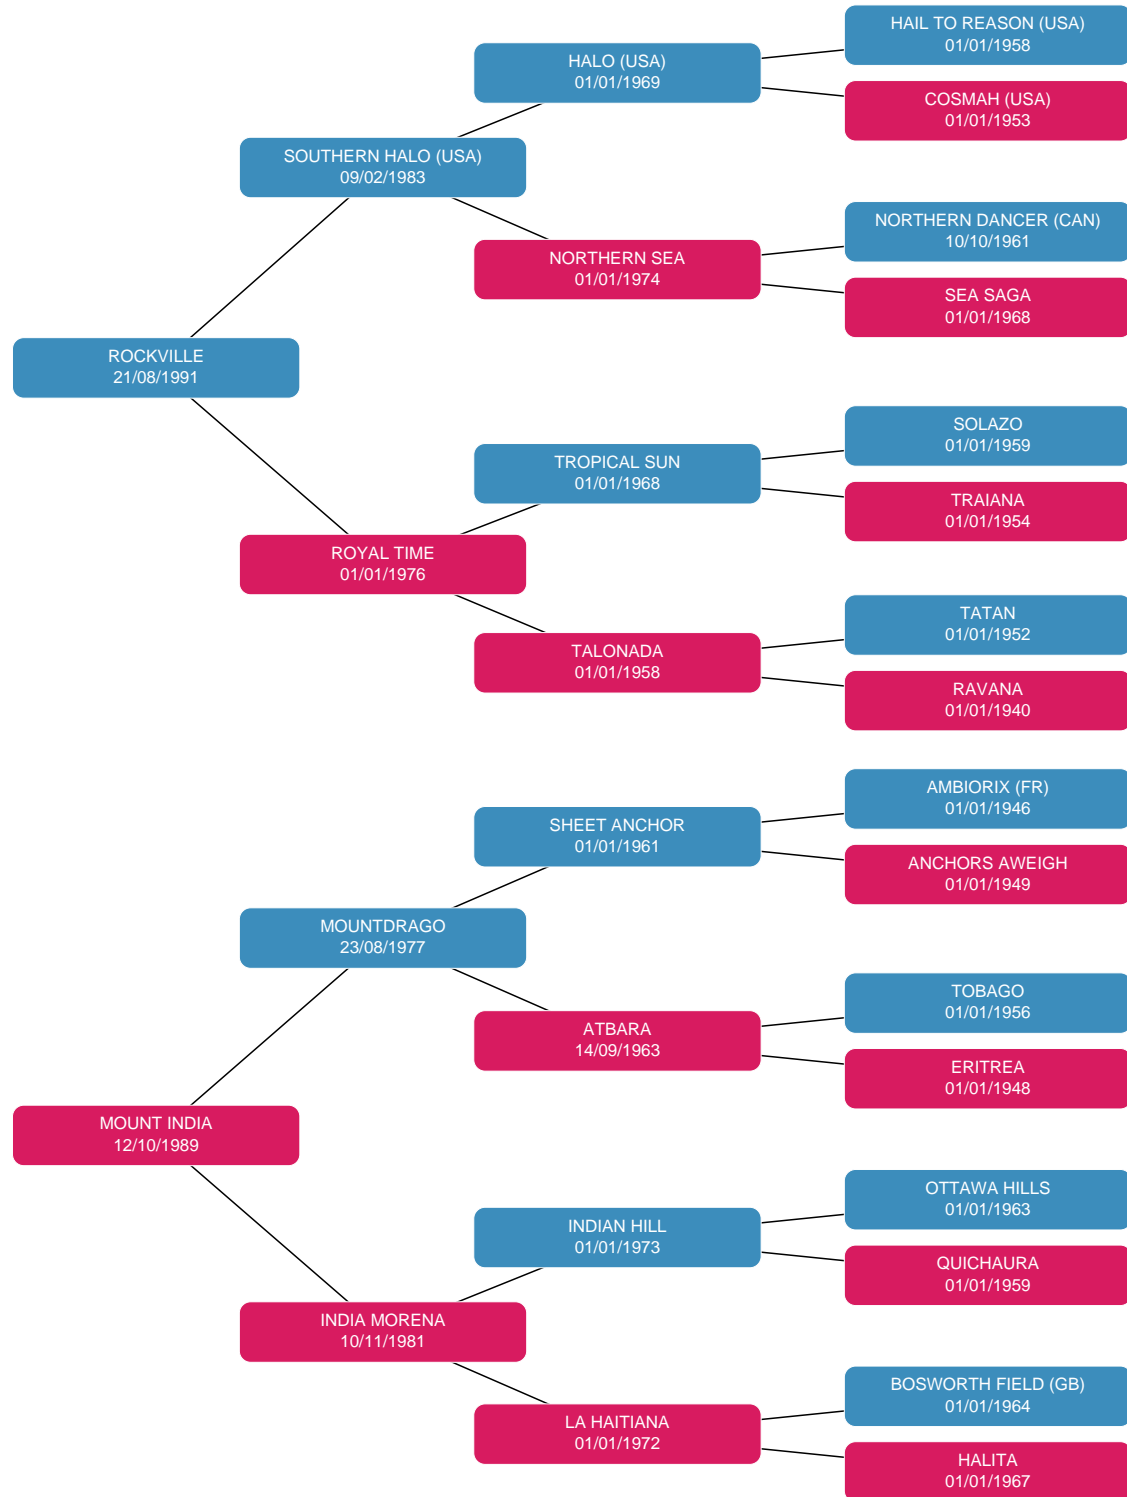 HAIL TO REASON (USA)
01/01/1958
HALO (USA)
01/01/1969
COSMAH (USA)
01/01/1953
SOUTHERN HALO (USA)
09/02/1983
NORTHERN DANCER (CAN)
10/10/1961
NORTHERN SEA
01/01/1974
SEA SAGA
01/01/1968
ROCKVILLE
21/08/1991
SOLAZO
01/01/1959
TROPICAL SUN
01/01/1968
TRAIANA
01/01/1954
ROYAL TIME
01/01/1976
TATAN
01/01/1952
TALONADA
01/01/1958
RAVANA
01/01/1940
AMBIORIX (FR)
01/01/1946
SHEET ANCHOR
01/01/1961
ANCHORS AWEIGH
01/01/1949
MOUNTDRAGO
23/08/1977
TOBAGO
01/01/1956
ATBARA
14/09/1963
ERITREA
01/01/1948
MOUNT INDIA
12/10/1989
OTTAWA HILLS
01/01/1963
INDIAN HILL
01/01/1973
QUICHAURA
01/01/1959
INDIA MORENA
10/11/1981
BOSWORTH FIELD (GB)
01/01/1964
LA HAITIANA
01/01/1972
HALITA
01/01/1967